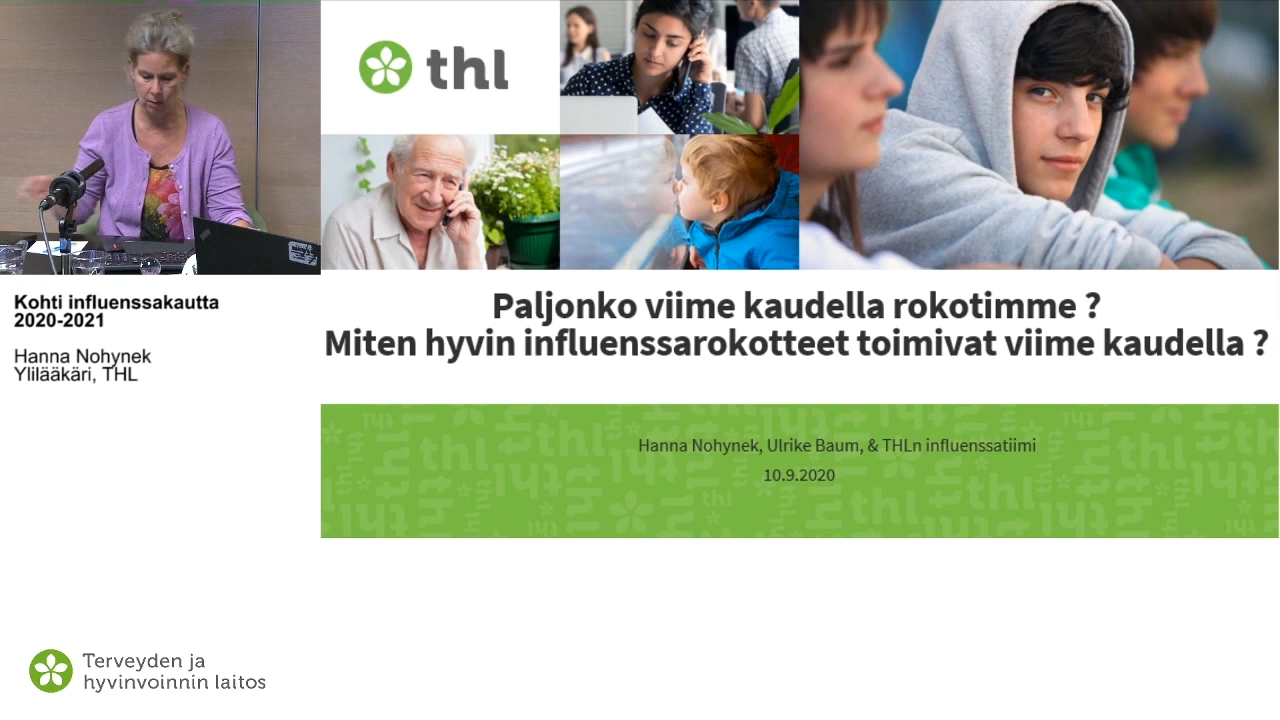 thl
Kohti influenssakautta
2020-2021
Hanna Nohynek
Ylilääkäri, THL
Paljonko viime kaudella rokotimme ?
Miten hyvin influenssarokotteet toimivat viime kaudella ?
Hanna Nohynek, Ulrike Baum, & THLn influenssatiimi
10.9.2020
Terveyden ja
hyvinvoinnin laitos